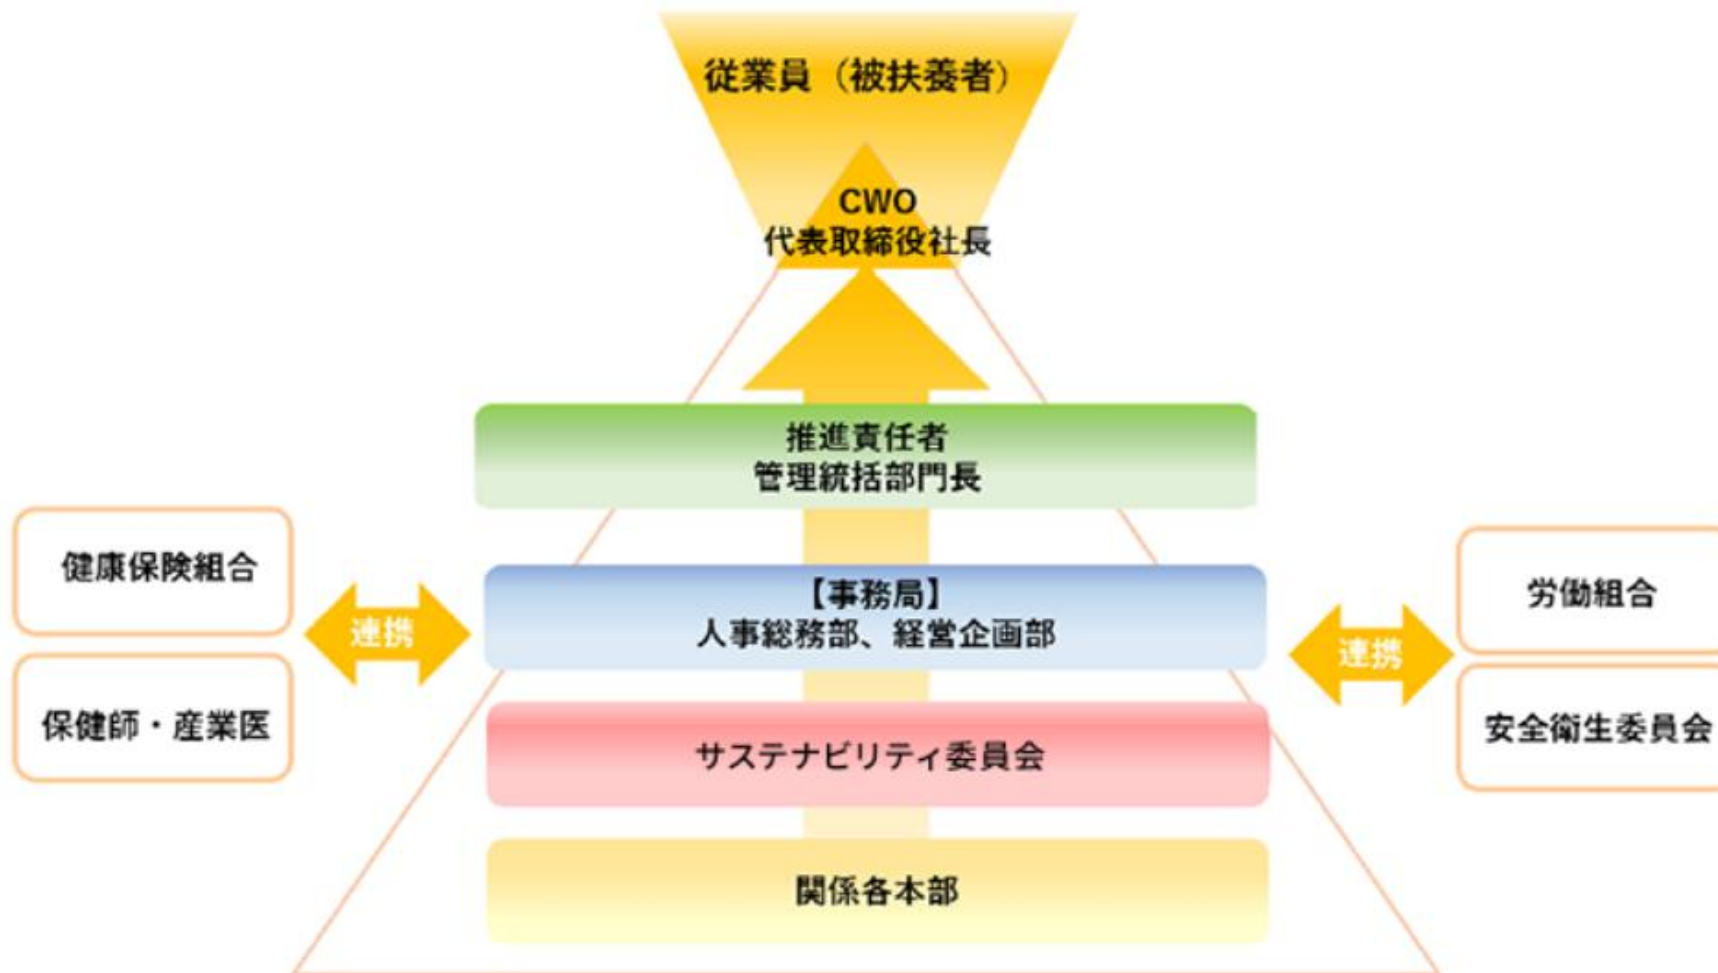 従業員（被扶養者）
CWO
代表取締役社長
推進責任者
管理統括部門長
健康保険組合
連携
保健師・産業医
【事務局】
人事総務部、経営企画部
労働組合
連携
安全衛生委員会
サステナビリティ委員会
関係各本部